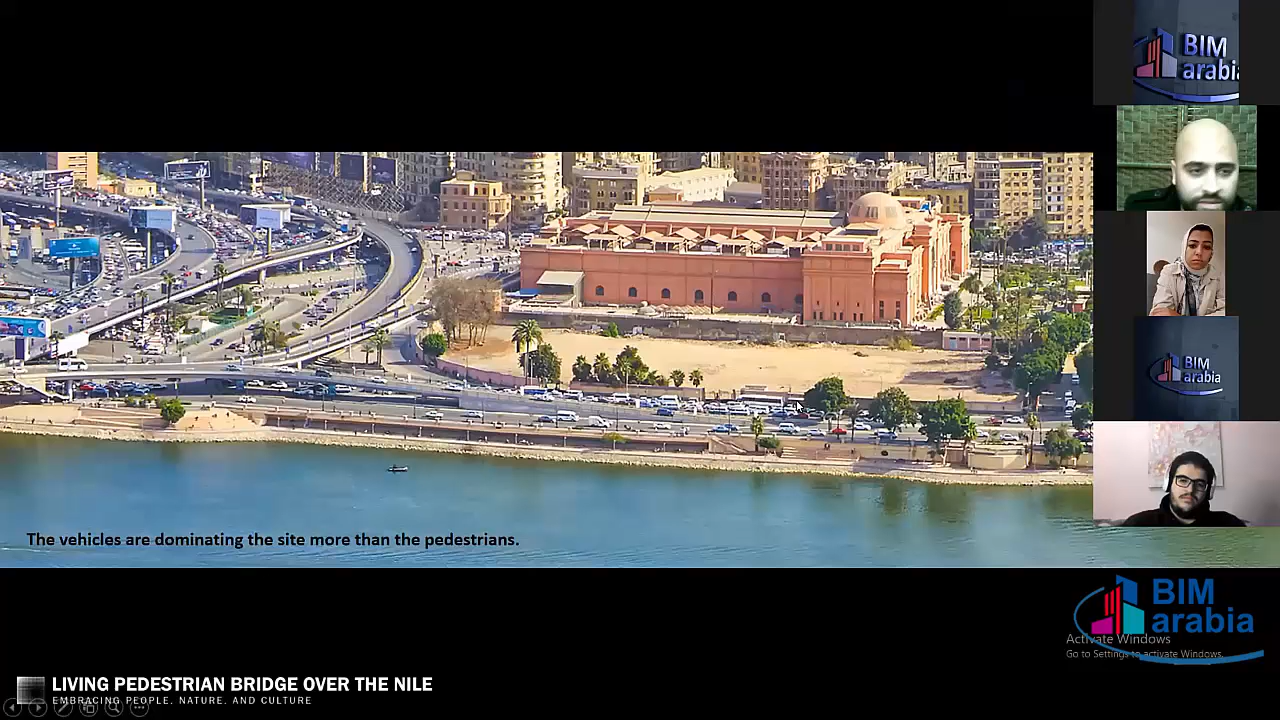 BIM
arabia
BIM
arabia
The vehicles are dominating the site more than the pedestrians.
BIM
arabia
Activate Windows
Go to Settings to activate Windows.
LIVING PEDESTRIAN BRIDGE OVER THE NILE
EMBRACING PEOPLE, NATURE, AND CULTURE